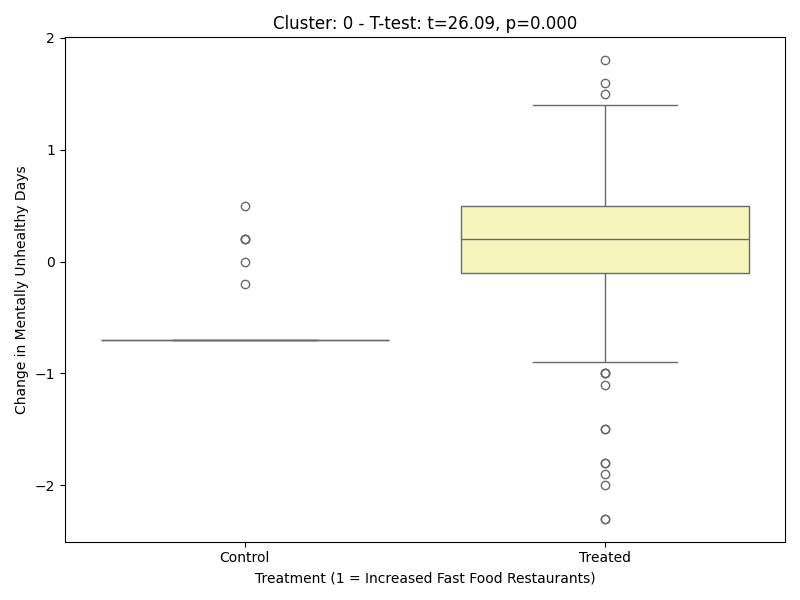 Cluster: 0 - T-test: t=26.09, p=0.000
Change in Mentally Unhealthy Days
2
1
0
−1
−2
Control
Treated
Treatment (1 = Increased Fast Food Restaurants)